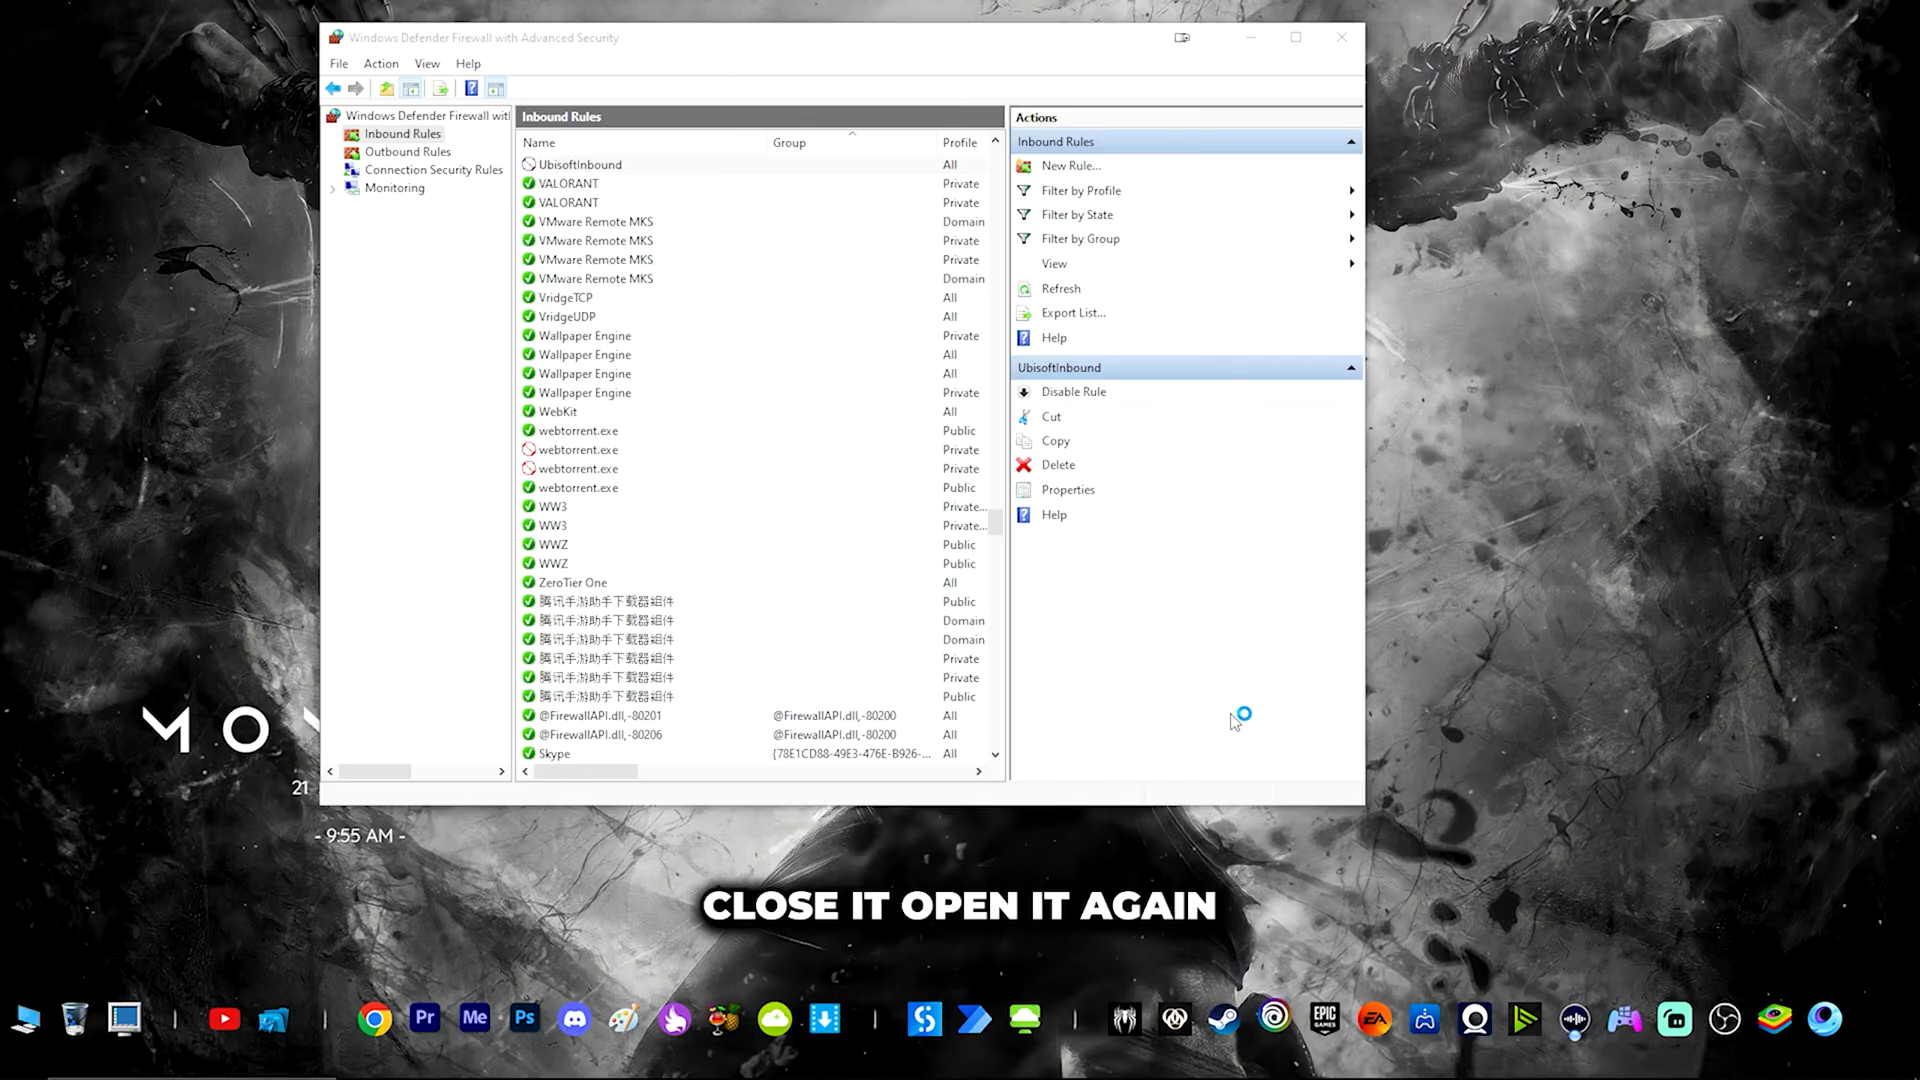 Windows Defender Firewall with Advanced Security
File Action View Help
Windows Defender Firewall wit
Inbound Rules
Outbound Rules
Connection Security Rules
Monitoring
Inbound Rules
Name Group Profile
UbisoftInbound All
VALORANT Private
VALORANT Private
VMware Remote MKS Domain
VMware Remote MKS Private
VMware Remote MKS Private
VMware Remote MKS Domain
VridgeTCP All
VridgeUDP All
Wallpaper Engine Private
Wallpaper Engine All
Wallpaper Engine All
Wallpaper Engine Private
WebKit All
webtorrent.exe Public
webtorrent.exe Private
webtorrent.exe Private
webtorrent.exe Public
WW3 Private...
WW3 Private...
WWZ Public
WWZ Public
ZeroTier One All
腾讯手游助手下载器组件 Public
腾讯手游助手下载器组件 Domain
腾讯手游助手下载器组件 Domain
腾讯手游助手下载器组件 Private
腾讯手游助手下载器组件 Private
腾讯手游助手下载器组件 Public
@FirewallAPI.dll,-80201 @FirewallAPI.dll,-80200 All
@FirewallAPI.dll,-80206 @FirewallAPI.dll,-80200 All
Skype {78E1CD88-49E3-476E-B926-... All
Actions
Inbound Rules
New Rule...
Filter by Profile
Filter by State
Filter by Group
View
Refresh
Export List...
Help
UbisoftInbound
Disable Rule
Cut
Copy
Delete
Properties
Help
MO
21
- 9:55 AM -
CLOSE IT OPEN IT AGAIN
Pr Me Ps
EPIC GAMES
EA